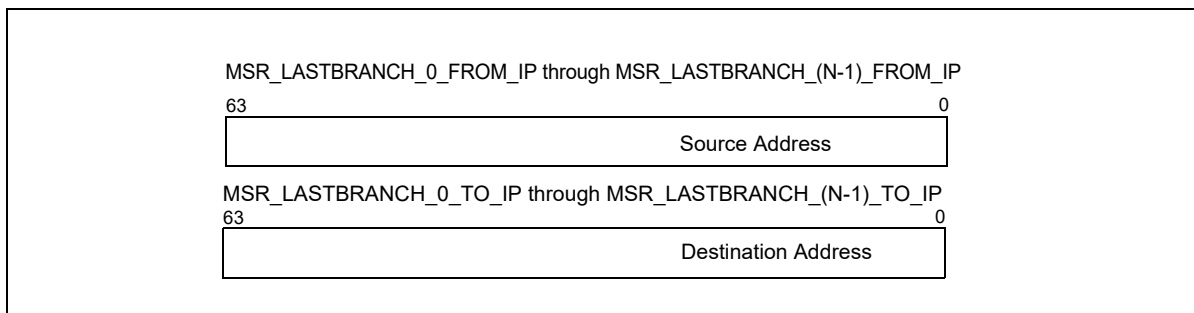 MSR_LASTBRANCH_0_FROM_IP through MSR_LASTBRANCH_(N-1)_FROM_IP
63 0
Source Address
MSR_LASTBRANCH_0_TO_IP through MSR_LASTBRANCH_(N-1)_TO_IP
63 0
Destination Address